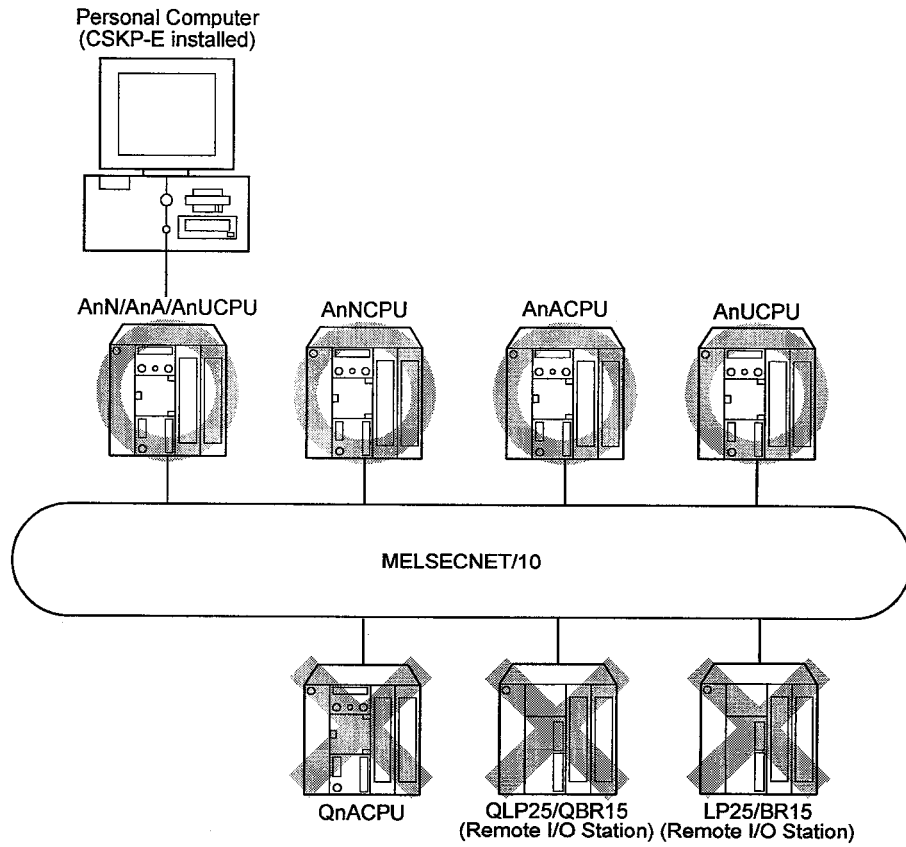 Personal Computer
(CSKP-E installed)
AnN/AnA/AnUCPU
AnNCPU
AnACPU
AnUCPU
MELSECNET/10
QnACPU
QLP25/QBR15
(Remote I/O Station)
LP25/BR15
(Remote I/O Station)